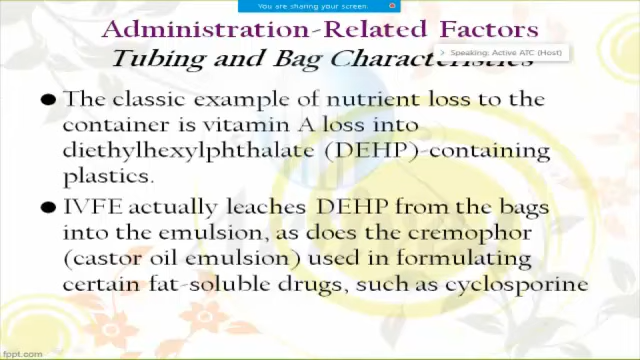 You are sharing your screen
Administration-Related Factors
Speaking: Active ATC (Host)
Tubing and Bag Characteristics
● The classic example of nutrient loss to the
container is vitamin A loss into
diethylhexylphthalate (DEHP)-containing
plastics.
● IVFE actually leaches DEHP from the bags
into the emulsion, as does the cremophor
(castor oil emulsion) used in formulating
certain fat-soluble drugs, such as cyclosporine
fppt.com